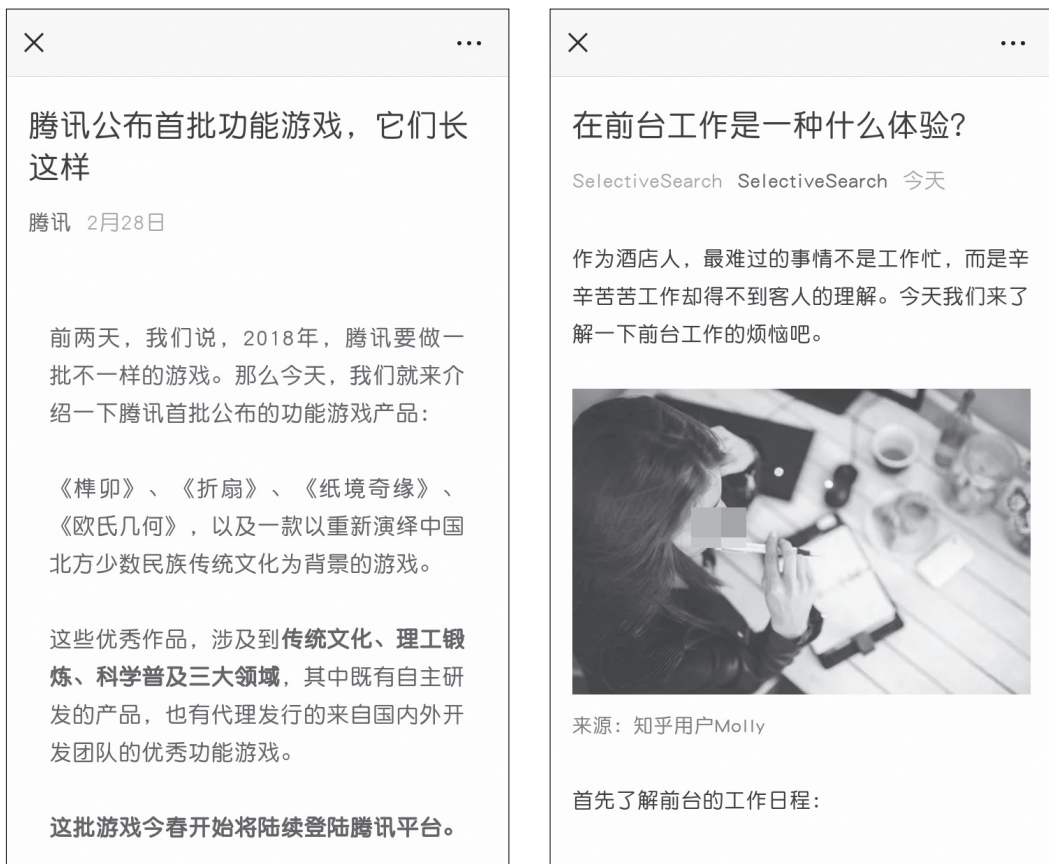 腾讯公布首批功能游戏，它们长
这样
腾讯 2月28日
前两天，我们说，2018年，腾讯要做一
批不一样的游戏。那么今天，我们就来介
绍一下腾讯首批公布的功能游戏产品：
《榫卯》、《折扇》、《纸境奇缘》、
《欧氏几何》，以及一款以重新演绎中国
北方少数民族传统文化为背景的游戏。
这些优秀作品，涉及到传统文化、理工锻
炼、科学普及三大领域，其中既有自主研
发的产品，也有代理发行的来自国内外开
发团队的优秀功能游戏。
这批游戏今春开始将陆续登陆腾讯平台。
在前台工作是一种什么体验？
SelectiveSearch SelectiveSearch 今天
作为酒店人，最难过的事情不是工作忙，而是辛
辛苦苦工作却得不到客人的理解。今天我们来了
解一下前台工作的烦恼吧。
来源：知乎用户Molly
首先了解前台的工作日程：